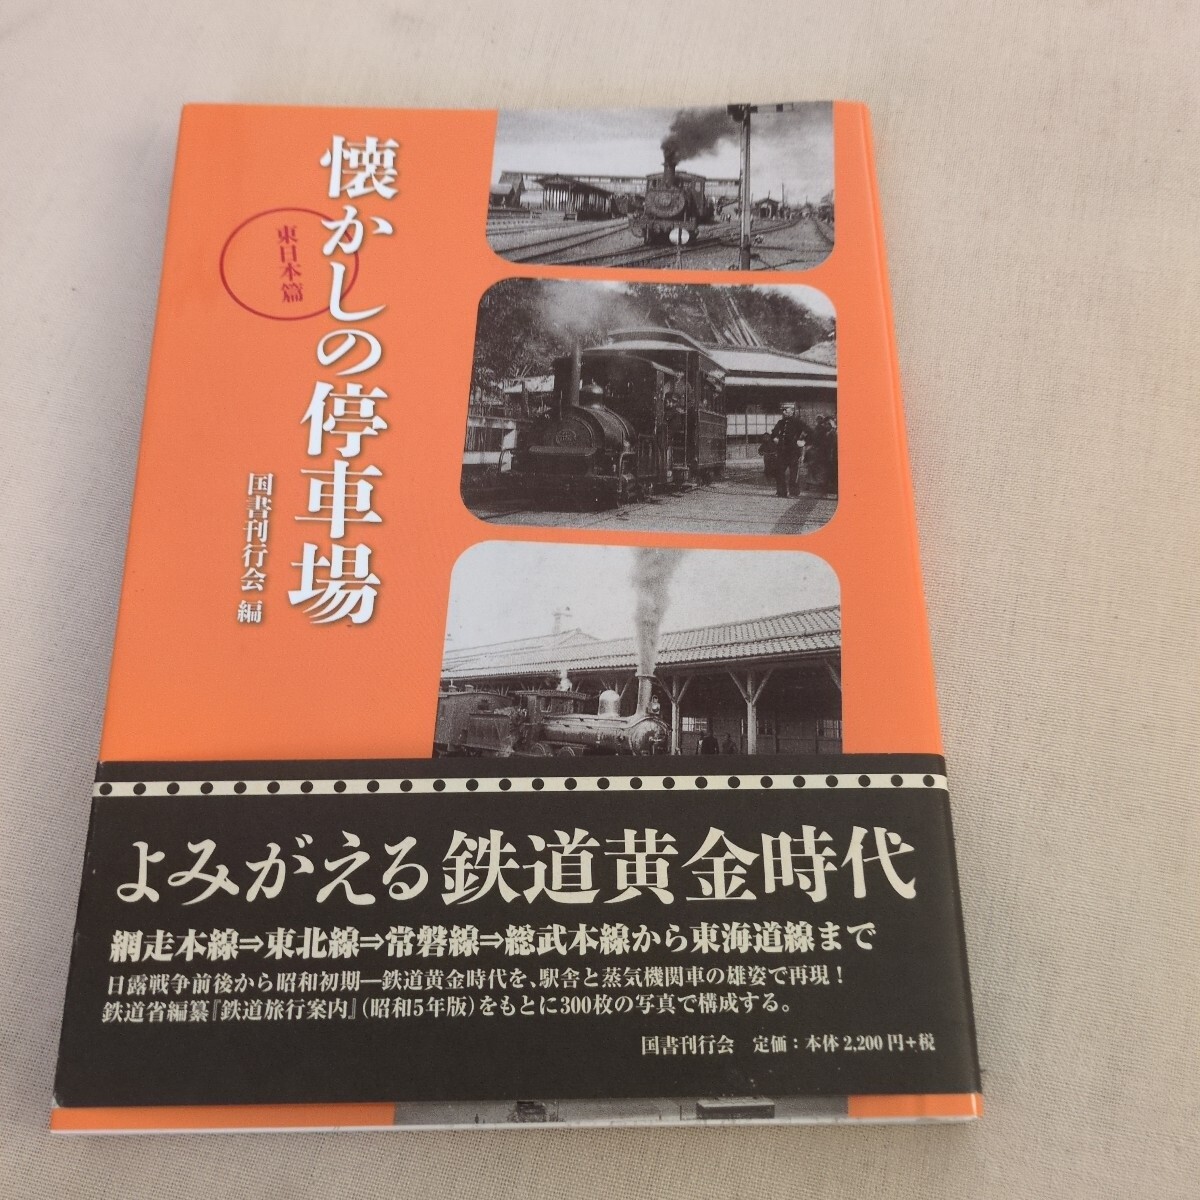 懐かしの停車場
東日本篇
国書刊行会 編
よみがえる鉄道黄金時代
網走本線⇒東北線⇒常磐線⇒総武本線から東海道線まで
日露戦争前後から昭和初期―鉄道黄金時代を、駅舎と蒸気機関車の雄姿で再現！
鉄道省編纂『鉄道旅行案内』（昭和5年版）をもとに300枚の写真で構成する。
国書刊行会 定価：本体2,200円+税